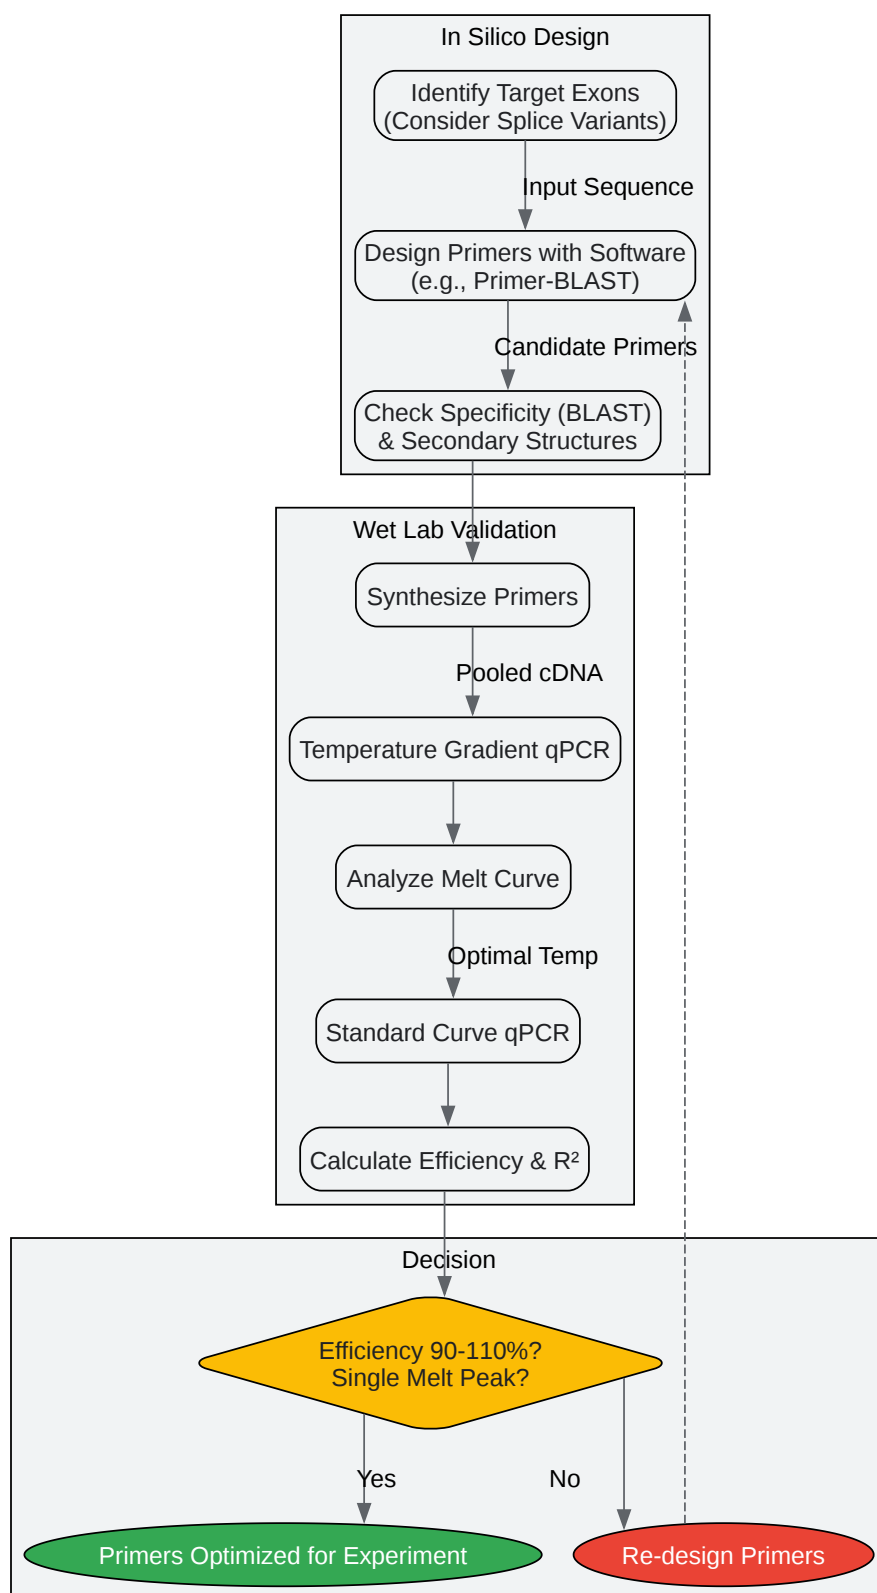 In Silico Design
Identify Target Exons
(Consider Splice Variants)
Input Sequence
Design Primers with Software
(e.g., Primer-BLAST)
Candidate Primers
Check Specificity (BLAST)
& Secondary Structures
Wet Lab Validation
Synthesize Primers
Pooled cDNA
Temperature Gradient qPCR
Analyze Melt Curve
Optimal Temp
Standard Curve qPCR
Calculate Efficiency & R²
Decision
Efficiency 90-110%?
Single Melt Peak?
Yes
No
Primers Optimized for Experiment
Re-design Primers